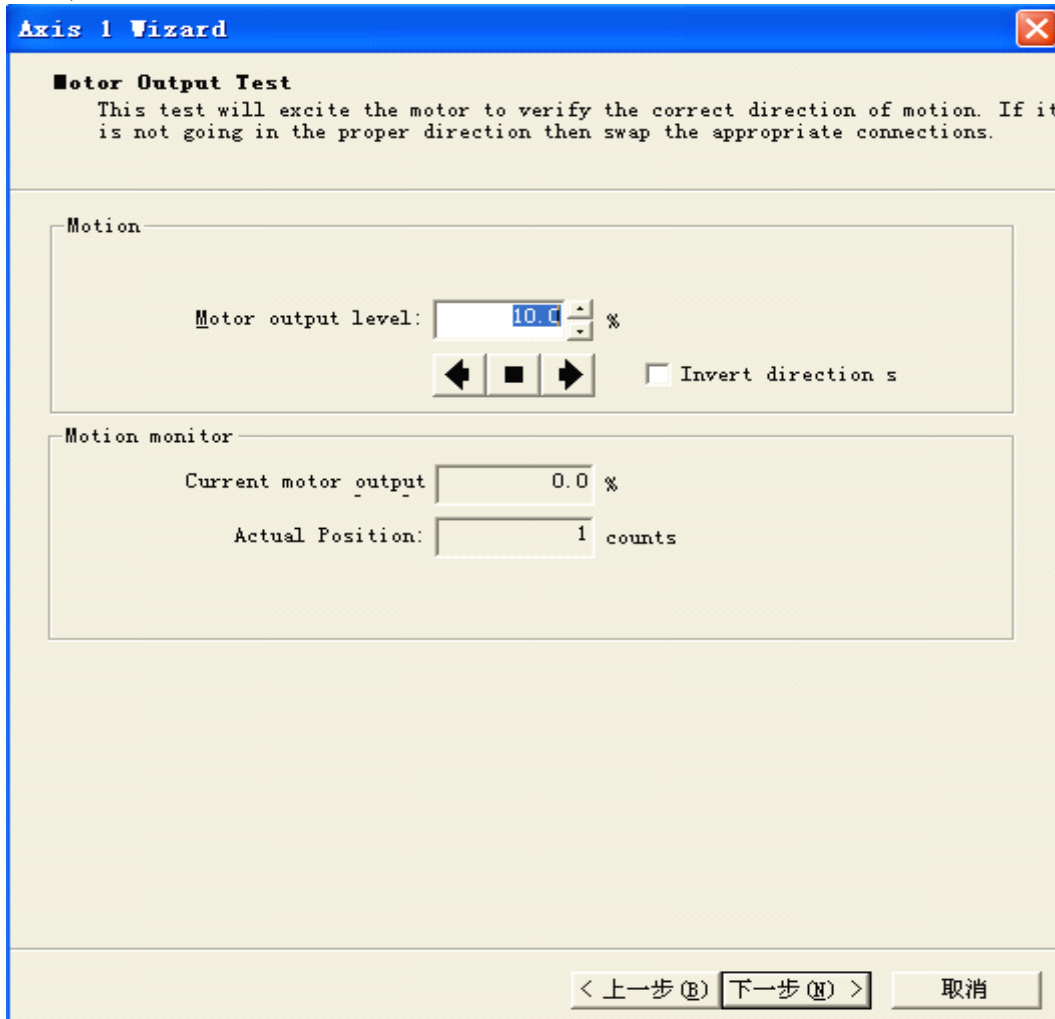 Axis 1 Wizard
Motor Output Test
This test will excite the motor to verify the correct direction of motion. If it
is not going in the proper direction then swap the appropriate connections.
Motion
Motor output level: 10.0 %
Invert direction s
Motion monitor
Current motor output 0.0 %
Actual Position: 1 counts
< 上一步(B) 下一步(N) > 取消